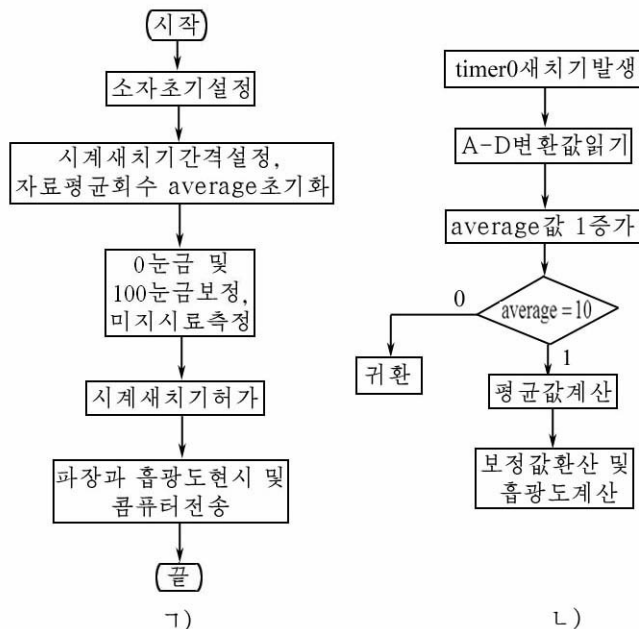 시작
소자초기설정
시계새치기간격설정,
자료평균회수 average초기화
0눈금 및
100눈금보정,
미지시료측정
시계새치기허가
파장과 흡광도현시 및
콤퓨터전송
끝
ㄱ)
timer0새치기발생
A-D변환값읽기
average값 1증가
average=10
0
1
귀환
평균값계산
보정값환산 및
흡광도계산
ㄴ)